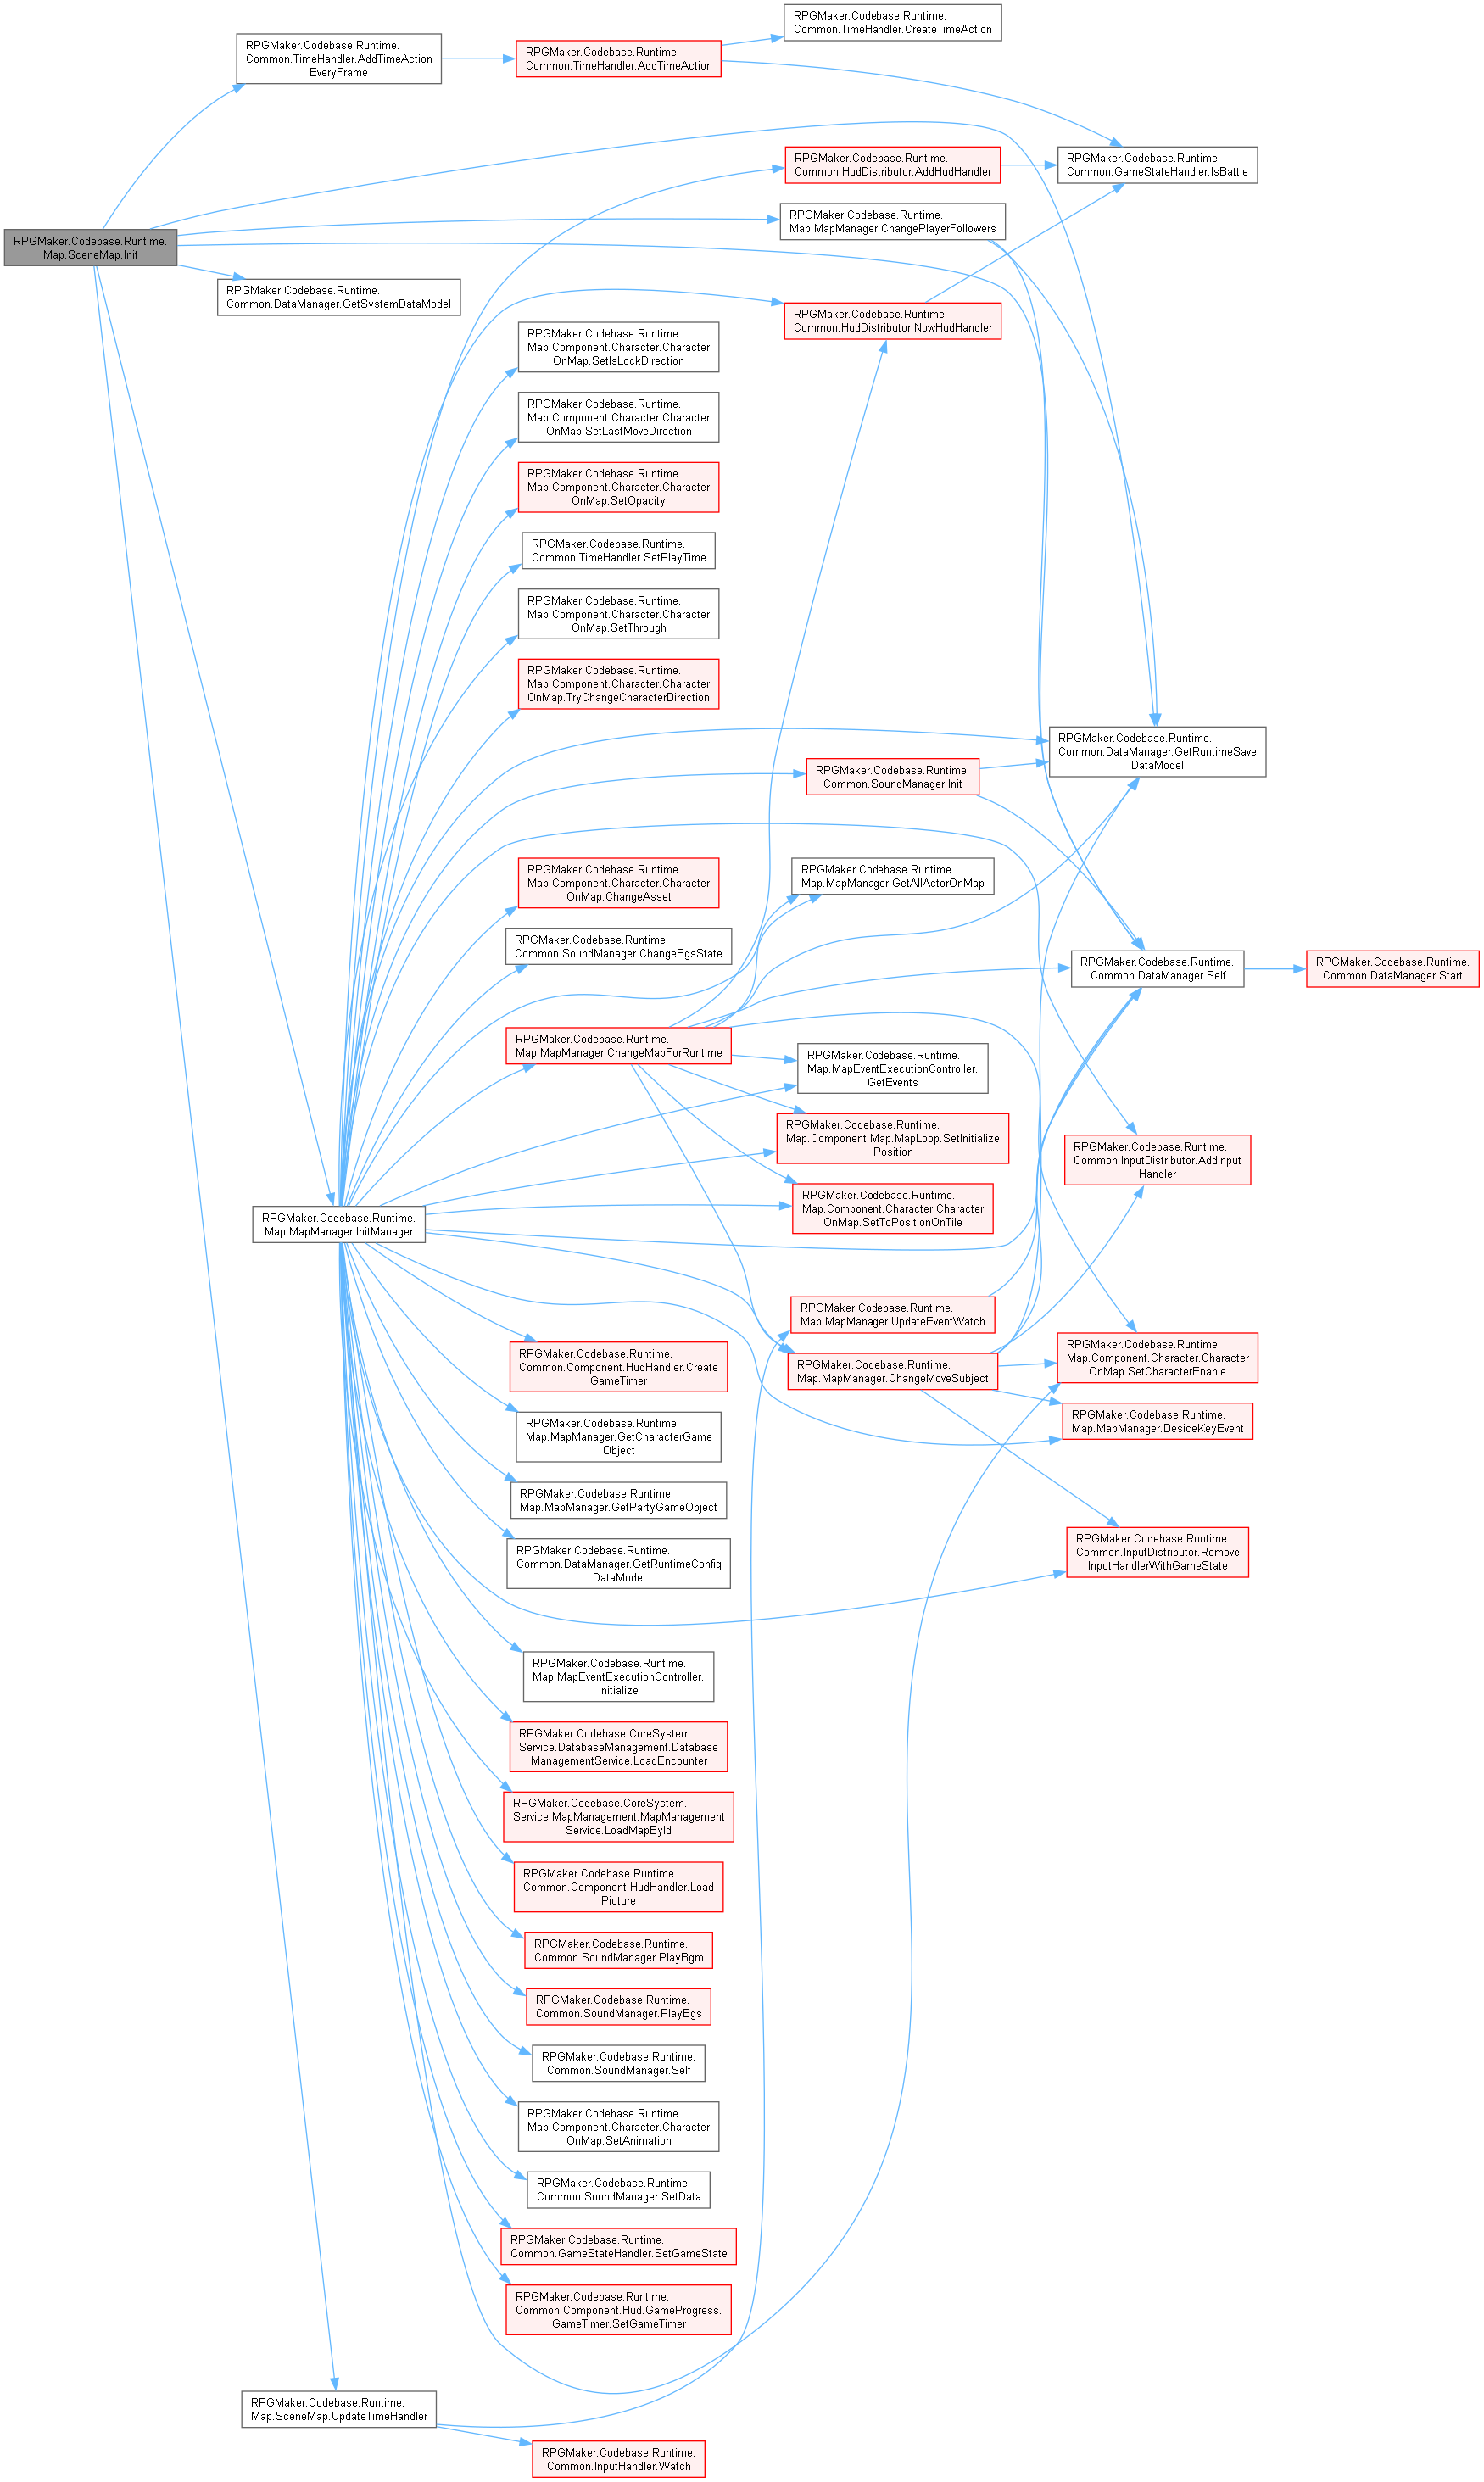 RPGMaker.Codebase.Runtime.
Common.TimeHandler.CreateTimeAction
RPGMaker.Codebase.Runtime.
Common.TimeHandler.AddTimeAction
EveryFrame
RPGMaker.Codebase.Runtime.
Common.TimeHandler.AddTimeAction
RPGMaker.Codebase.Runtime.
Common.HudDistributor.AddHudHandler
RPGMaker.Codebase.Runtime.
Common.GameStateHandler.IsBattle
RPGMaker.Codebase.Runtime.
Map.MapManager.ChangePlayerFollowers
RPGMaker.Codebase.Runtime.
Map.SceneMap.Init
RPGMaker.Codebase.Runtime.
Common.DataManager.GetSystemDataModel
RPGMaker.Codebase.Runtime.
Common.HudDistributor.NowHudHandler
RPGMaker.Codebase.Runtime.
Map.Component.Character.Character
OnMap.SetIsLockDirection
RPGMaker.Codebase.Runtime.
Map.Component.Character.Character
OnMap.SetLastMoveDirection
RPGMaker.Codebase.Runtime.
Map.Component.Character.Character
OnMap.SetOpacity
RPGMaker.Codebase.Runtime.
Common.TimeHandler.SetPlayTime
RPGMaker.Codebase.Runtime.
Map.Component.Character.Character
OnMap.SetThrough
RPGMaker.Codebase.Runtime.
Map.Component.Character.Character
OnMap.TryChangeCharacterDirection
RPGMaker.Codebase.Runtime.
Common.DataManager.GetRuntimeSave
DataModel
RPGMaker.Codebase.Runtime.
Common.SoundManager.Init
RPGMaker.Codebase.Runtime.
Map.Component.Character.Character
OnMap.ChangeAsset
RPGMaker.Codebase.Runtime.
Map.MapManager.GetAllActorOnMap
RPGMaker.Codebase.Runtime.
Common.SoundManager.ChangeBgsState
RPGMaker.Codebase.Runtime.
Common.DataManager.Self
RPGMaker.Codebase.Runtime.
Common.DataManager.Start
RPGMaker.Codebase.Runtime.
Map.MapManager.ChangeMapForRuntime
RPGMaker.Codebase.Runtime.
Map.MapEventExecutionController.
GetEvents
RPGMaker.Codebase.Runtime.
Map.Component.Map.MapLoop.SetInitialize
Position
RPGMaker.Codebase.Runtime.
Common.InputDistributor.AddInput
Handler
RPGMaker.Codebase.Runtime.
Map.Component.Character.Character
OnMap.SetToPositionOnTile
RPGMaker.Codebase.Runtime.
Map.MapManager.InitManager
RPGMaker.Codebase.Runtime.
Map.MapManager.UpdateEventWatch
RPGMaker.Codebase.Runtime.
Common.Component.HudHandler.Create
GameTimer
RPGMaker.Codebase.Runtime.
Map.MapManager.ChangeMoveSubject
RPGMaker.Codebase.Runtime.
Map.Component.Character.Character
OnMap.SetCharacterEnable
RPGMaker.Codebase.Runtime.
Map.MapManager.DesiceKeyEvent
RPGMaker.Codebase.Runtime.
Map.MapManager.GetCharacterGame
Object
RPGMaker.Codebase.Runtime.
Map.MapManager.GetPartyGameObject
RPGMaker.Codebase.Runtime.
Common.DataManager.GetRuntimeConfig
DataModel
RPGMaker.Codebase.Runtime.
Common.InputDistributor.Remove
InputHandlerWithGameState
RPGMaker.Codebase.Runtime.
Map.MapEventExecutionController.
Initialize
RPGMaker.Codebase.CoreSystem.
Service.DatabaseManagement.Database
ManagementService.LoadEncounter
RPGMaker.Codebase.CoreSystem.
Service.MapManagement.MapManagement
Service.LoadMapById
RPGMaker.Codebase.Runtime.
Common.Component.HudHandler.Load
Picture
RPGMaker.Codebase.Runtime.
Common.SoundManager.PlayBgm
RPGMaker.Codebase.Runtime.
Common.SoundManager.PlayBgs
RPGMaker.Codebase.Runtime.
Common.SoundManager.Self
RPGMaker.Codebase.Runtime.
Map.Component.Character.Character
OnMap.SetAnimation
RPGMaker.Codebase.Runtime.
Common.SoundManager.SetData
RPGMaker.Codebase.Runtime.
Common.GameStateHandler.SetGameState
RPGMaker.Codebase.Runtime.
Common.Component.Hud.GameProgress.
GameTimer.SetGameTimer
RPGMaker.Codebase.Runtime.
Map.SceneMap.UpdateTimeHandler
RPGMaker.Codebase.Runtime.
Common.InputHandler.Watch